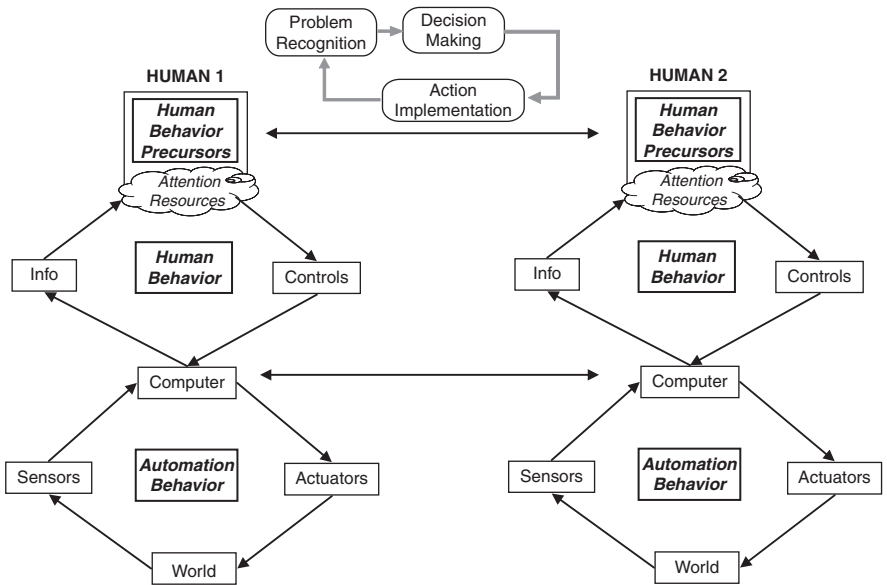 Problem
Recognition
Decision
Making
Action
Implementation
HUMAN 1
HUMAN 2
Human
Behavior
Precursors
Human
Behavior
Precursors
Attention
Resources
Attention
Resources
Info
Human
Behavior
Controls
Info
Human
Behavior
Controls
Computer
Computer
Sensors
Automation
Behavior
Actuators
Sensors
Automation
Behavior
Actuators
World
World